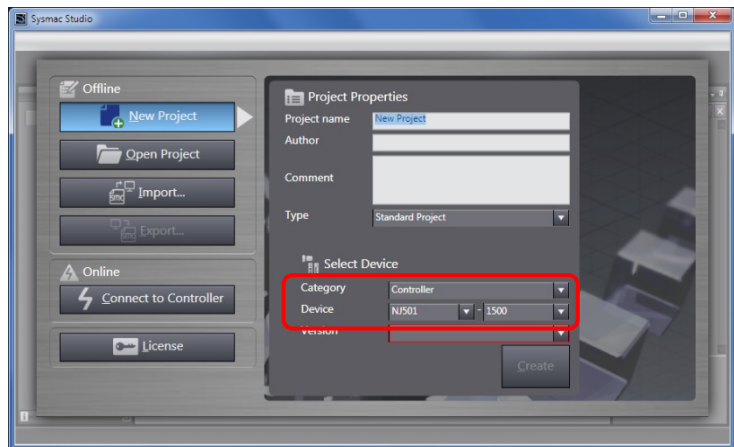 Sysmac Studio
Offline
New Project
Open Project
Import...
Export...
Online
Connect to Controller
License
Project Properties
Project name New Project
Author
Comment
Type Standard Project
Select Device
Category Controller
Device NJ501 - 1500
Version
Create